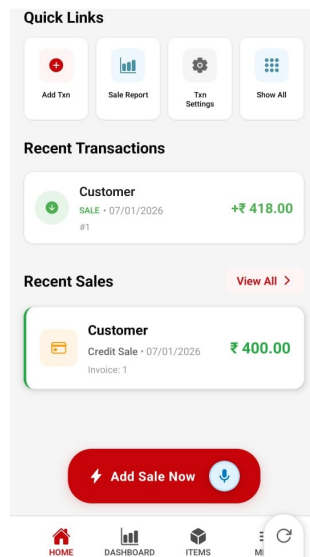 Quick Links
Add Txn
Sale Report
Txn
Settings
Show All
Recent Transactions
Customer
SALE • 07/01/2026
+₹ 418.00
#1
Recent Sales
View All >
Customer
Credit Sale • 07/01/2026
₹ 400.00
Invoice: 1
Add Sale Now
HOME
DASHBOARD
ITEMS